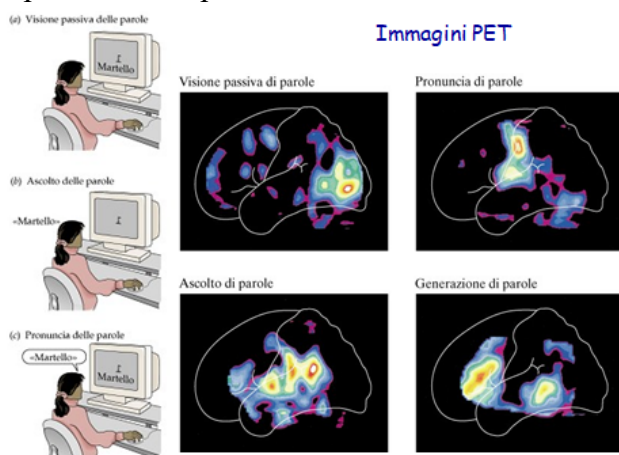 (a) Visione passiva delle parole
I
Martello
Immagini PET
Visione passiva di parole
Pronuncia di parole
(b) Ascolto delle parole
«Martello»
I
Ascolto di parole
Generazione di parole
(c) Pronuncia delle parole
«Martello»
I
Martello